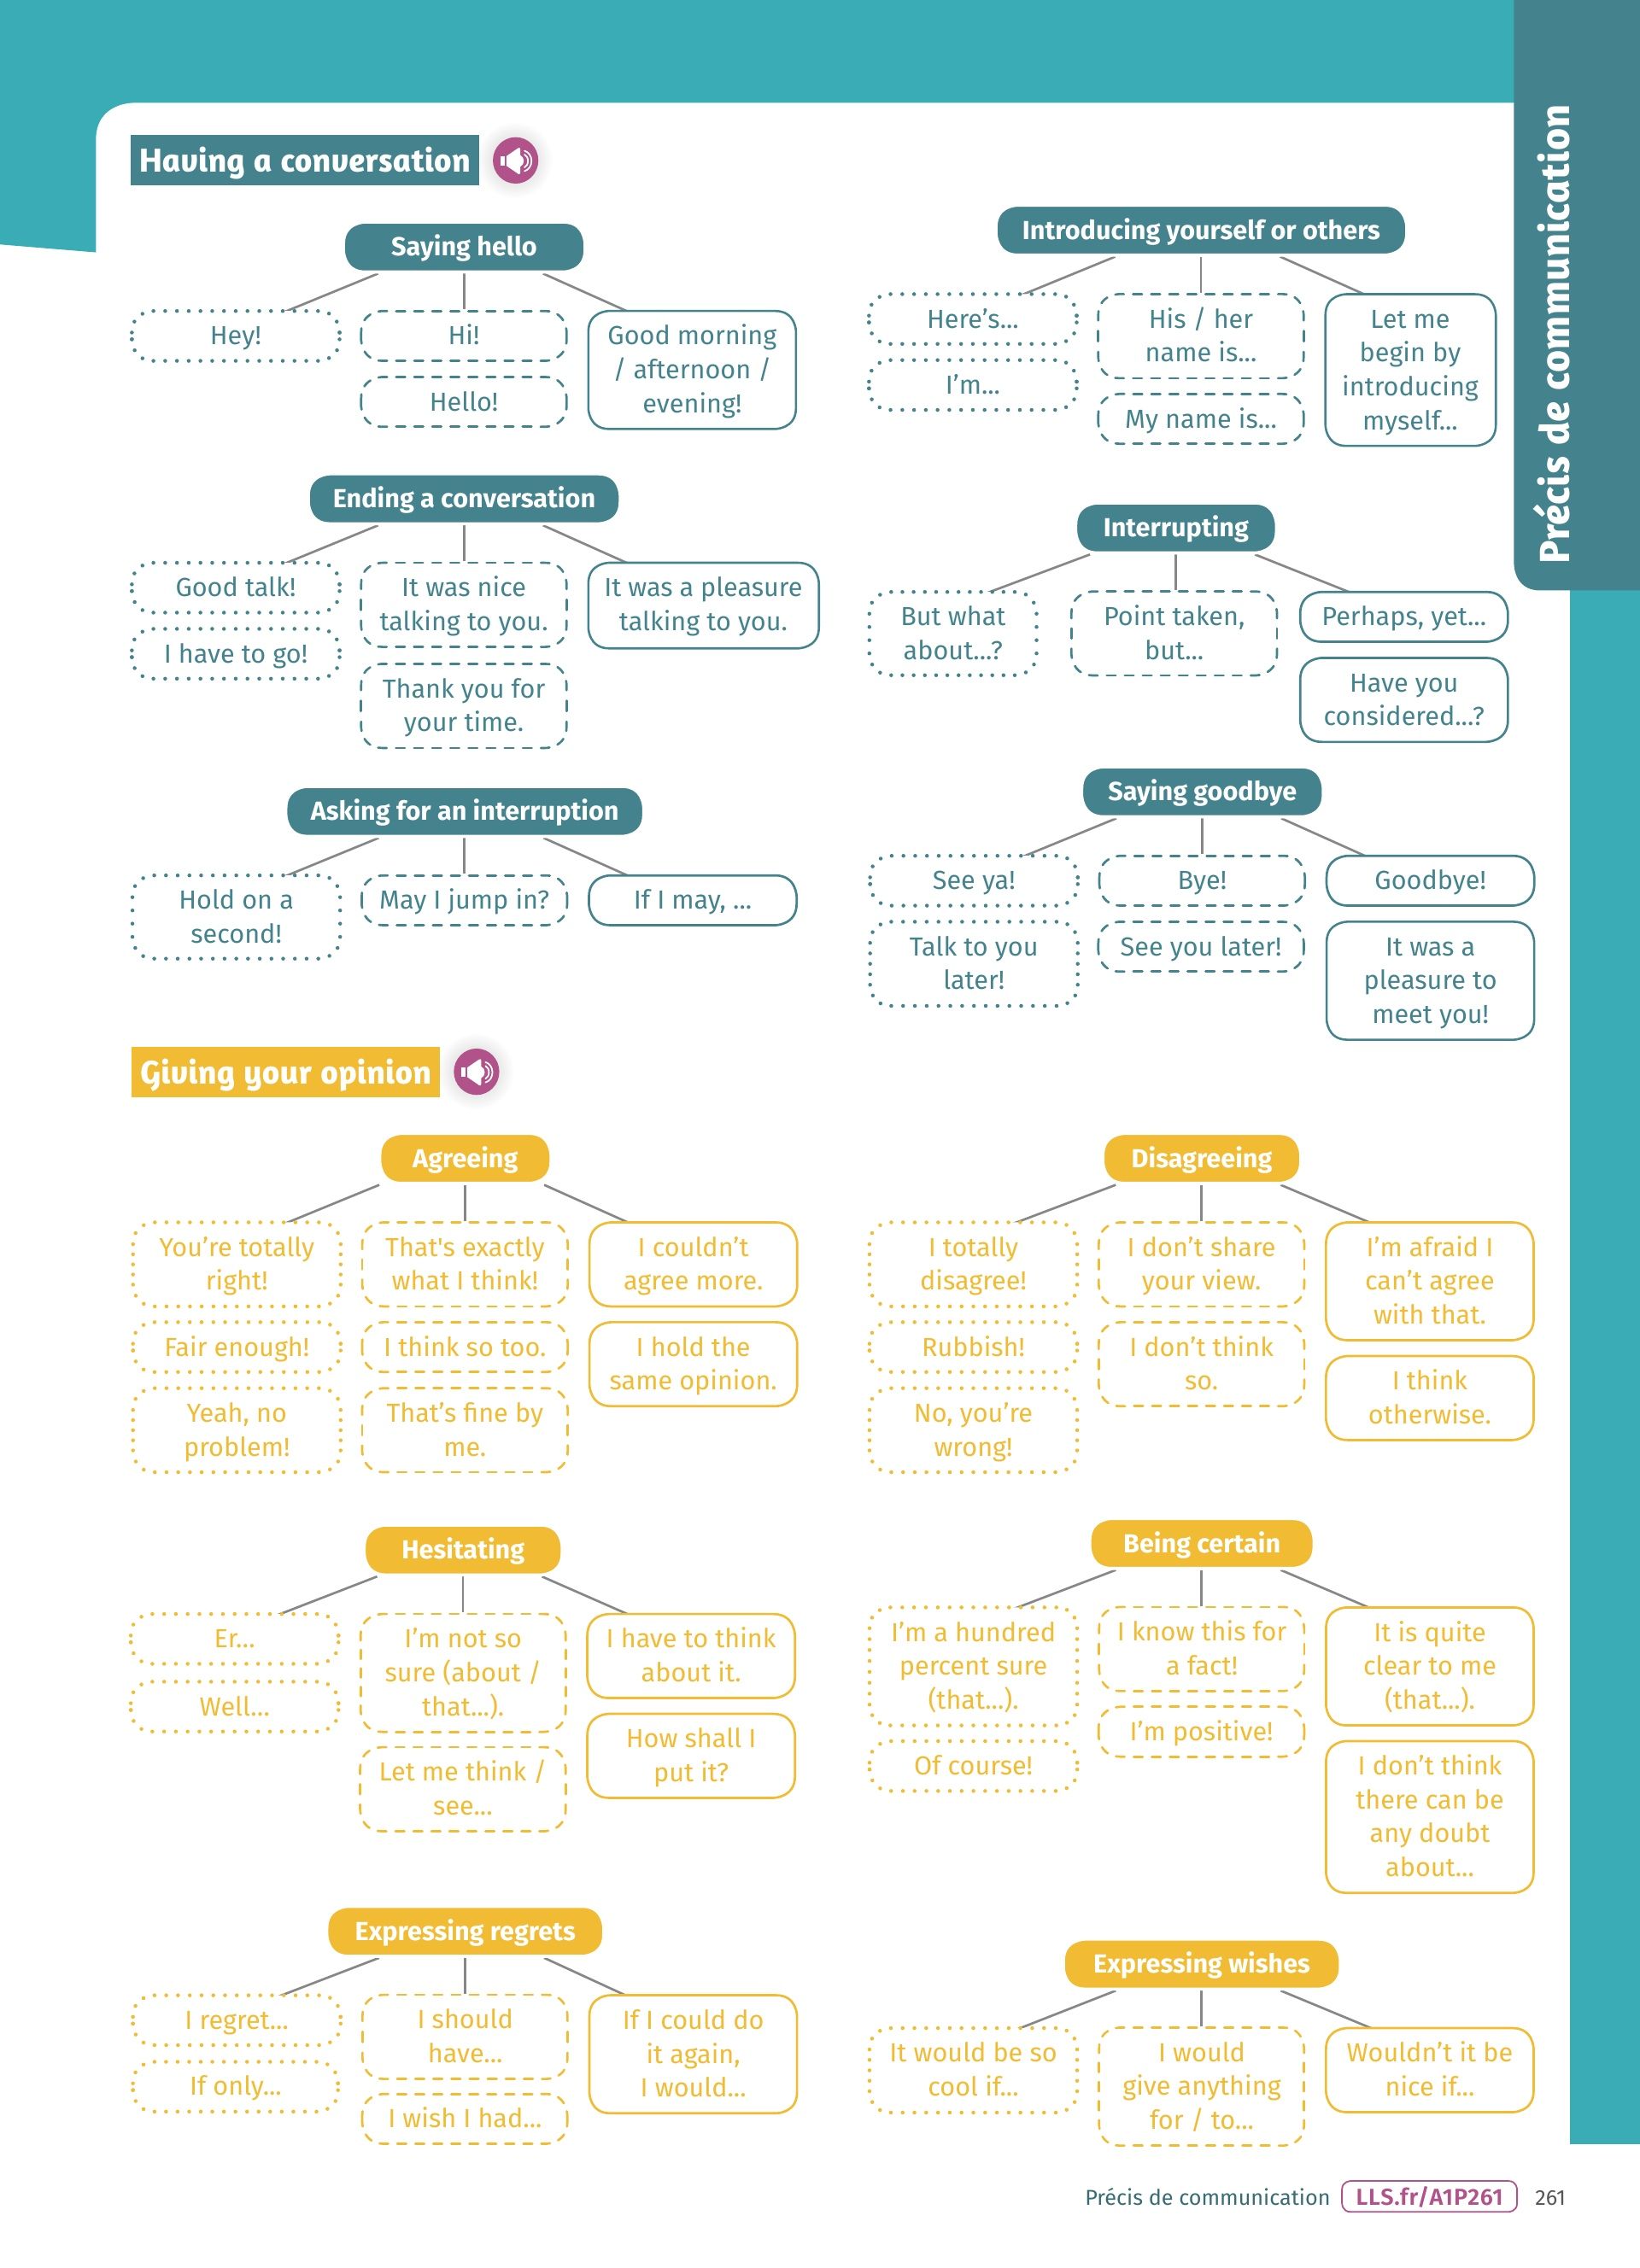 Précis de communication
Having a conversation
Saying hello
Hey!
Hi!
Hello!
Good morning
/ afternoon /
evening!
Introducing yourself or others
Here’s...
I’m...
His / her
name is...
My name is...
Let me
begin by
introducing
myself...
Ending a conversation
Good talk!
I have to go!
It was nice
talking to you.
Thank you for
your time.
It was a pleasure
talking to you.
Interrupting
But what
about...?
Point taken,
but...
Perhaps, yet...
Have you
considered...?
Asking for an interruption
Hold on a
second!
May I jump in?
If I may, ...
Saying goodbye
See ya!
Talk to you
later!
Bye!
See you later!
Goodbye!
It was a
pleasure to
meet you!
Giving your opinion
Agreeing
You’re totally
right!
Fair enough!
Yeah, no
problem!
That's exactly
what I think!
I think so too.
That’s fine by
me.
I couldn’t
agree more.
I hold the
same opinion.
Disagreeing
I totally
disagree!
Rubbish!
No, you’re
wrong!
I don’t share
your view.
I don’t think
so.
I’m afraid I
can’t agree
with that.
I think
otherwise.
Hesitating
Er...
Well...
I’m not so
sure (about /
that...).
Let me think /
see...
I have to think
about it.
How shall I
put it?
Being certain
I’m a hundred
percent sure
(that...).
Of course!
I know this for
a fact!
I’m positive!
It is quite
clear to me
(that...).
I don’t think
there can be
any doubt
about...
Expressing regrets
I regret...
If only...
I should
have...
I wish I had...
If I could do
it again,
I would...
Expressing wishes
It would be so
cool if...
I would
give anything
for / to...
Wouldn’t it be
nice if...
Précis de communication LLS.fr/A1P261 261